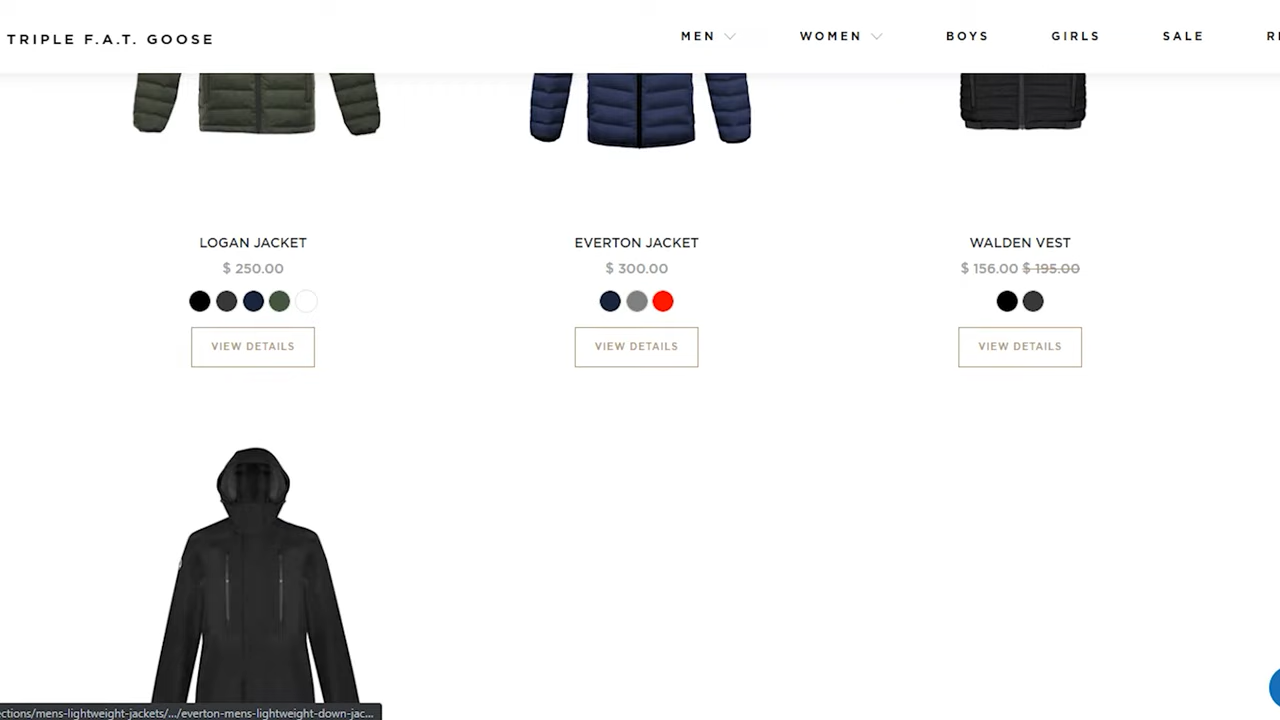 TRIPLE F.A.T. GOOSE
MEN WOMEN BOYS GIRLS SALE
LOGAN JACKET
$ 250.00
VIEW DETAILS
EVERTON JACKET
$ 300.00
VIEW DETAILS
WALDEN VEST
$ 156.00 $ 195.00
VIEW DETAILS
ections/mens-lightweight-jackets/.../everton-mens-lightweight-down-jac...